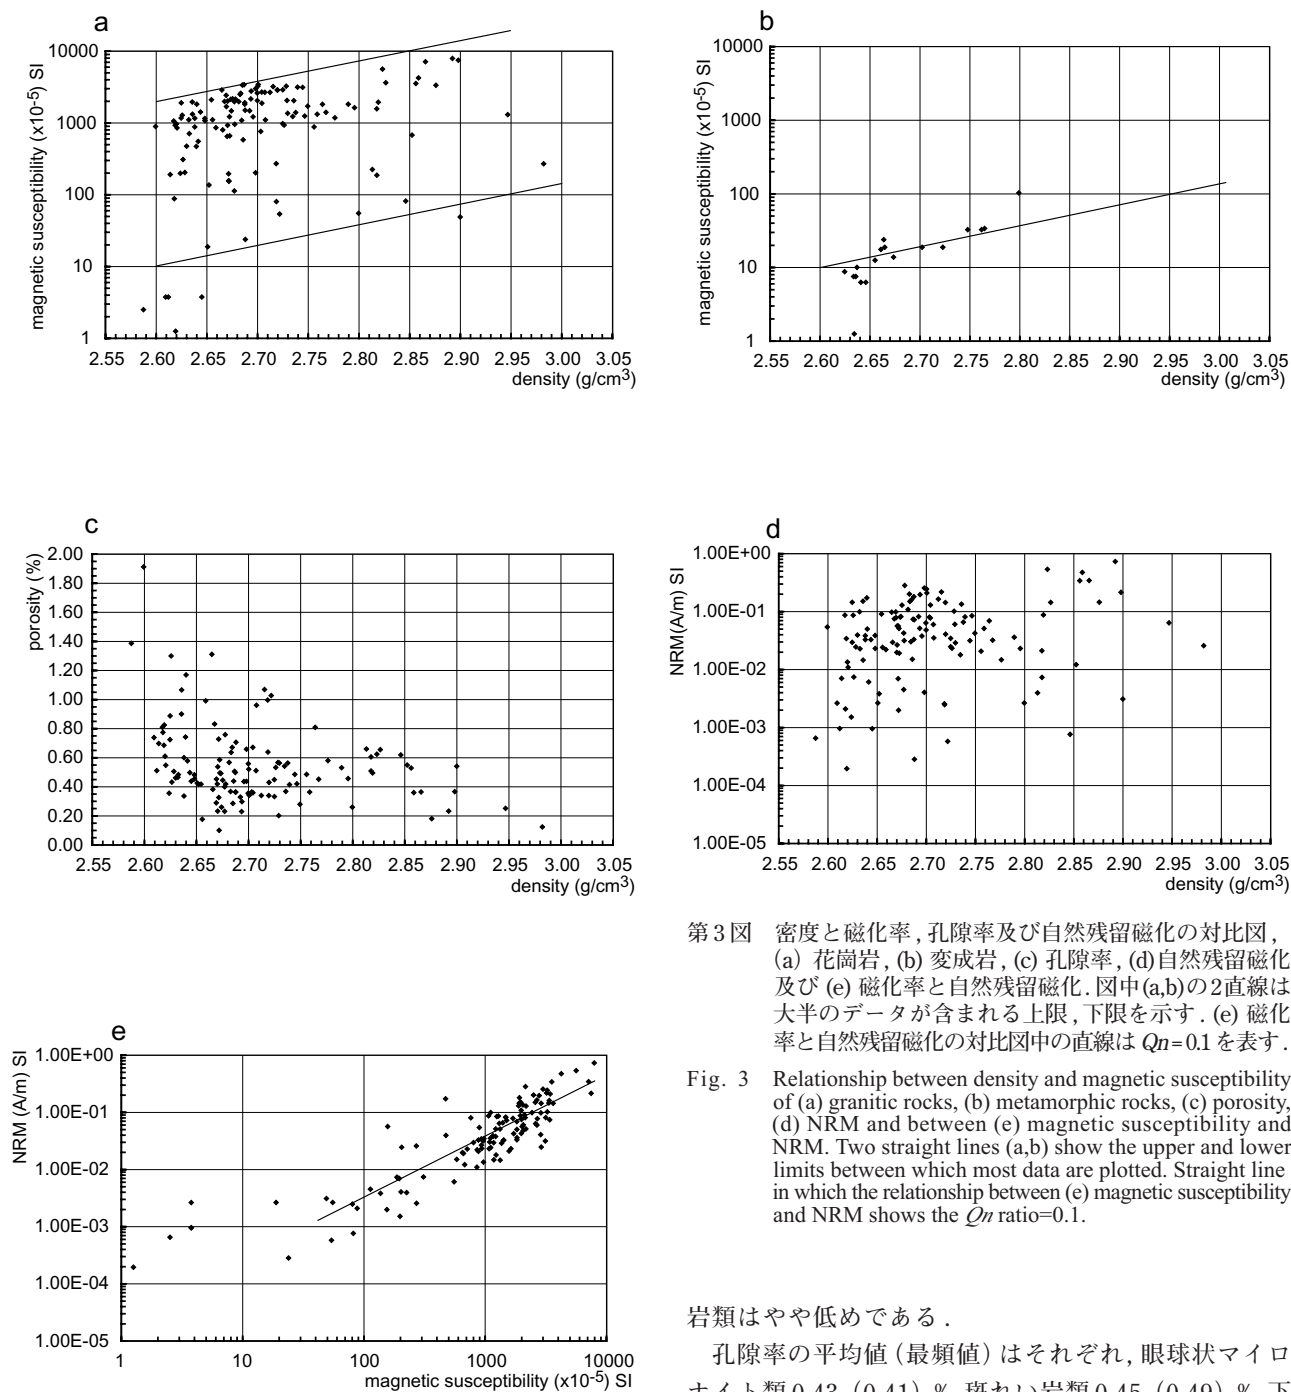 a
10000
1000
100
10
1
magnetic susceptibility (x10-5) SI
2.55 2.60 2.65 2.70 2.75 2.80 2.85 2.90 2.95 3.00 3.05
density (g/cm3)
b
10000
1000
100
10
1
magnetic susceptibility (x10-5) SI
2.55 2.60 2.65 2.70 2.75 2.80 2.85 2.90 2.95 3.00 3.05
density (g/cm3)
c
2.00
1.80
1.60
1.40
1.20
1.00
0.80
0.60
0.40
0.20
0.00
porosity (%)
2.55 2.60 2.65 2.70 2.75 2.80 2.85 2.90 2.95 3.00 3.05
density (g/cm3)
d
1.00E+00
1.00E-01
1.00E-02
1.00E-03
1.00E-04
1.00E-05
NRM(A/m) SI
2.55 2.60 2.65 2.70 2.75 2.80 2.85 2.90 2.95 3.00 3.05
density (g/cm3)
第3図 密度と磁化率,孔隙率及び自然残留磁化の対比図,
(a) 花崗岩, (b) 変成岩, (c) 孔隙率, (d)自然残留磁化
及び (e) 磁化率と自然残留磁化.図中(a,b)の2直線は
大半のデータが含まれる上限,下限を示す. (e) 磁化
率と自然残留磁化の対比図中の直線は Qn=0.1 を表す.
Fig. 3 Relationship between density and magnetic susceptibility
of (a) granitic rocks, (b) metamorphic rocks, (c) porosity,
(d) NRM and between (e) magnetic susceptibility and
NRM. Two straight lines (a,b) show the upper and lower
limits between which most data are plotted. Straight line
in which the relationship between (e) magnetic susceptibility
and NRM shows the Qn ratio=0.1.
e
1.00E+00
1.00E-01
1.00E-02
1.00E-03
1.00E-04
1.00E-05
NRM (A/m) SI
1 10 100 1000 10000
magnetic susceptibility (x10-5) SI
岩類はやや低めである.
孔隙率の平均値(最頻値)はそれぞれ,眼球状マイロ
ナイト類 0.43 (0.41) %, 斑れい岩類 0.45 (0.49) %, 下